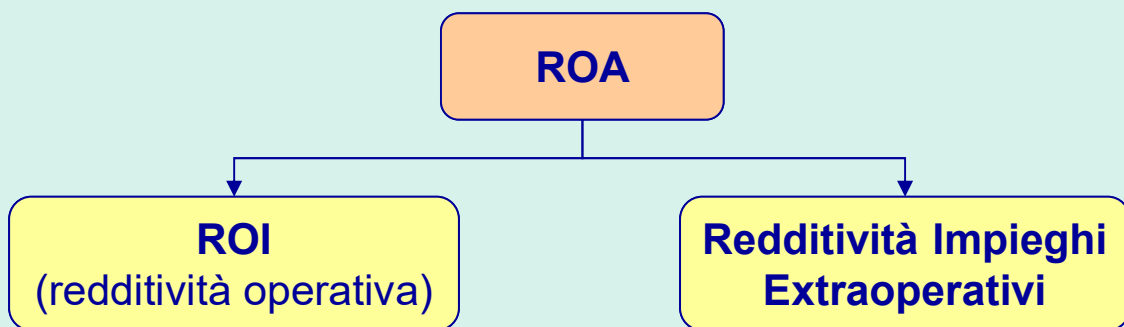 ROA
ROI
(redditività operativa)
Redditività Impieghi
Extraoperativi